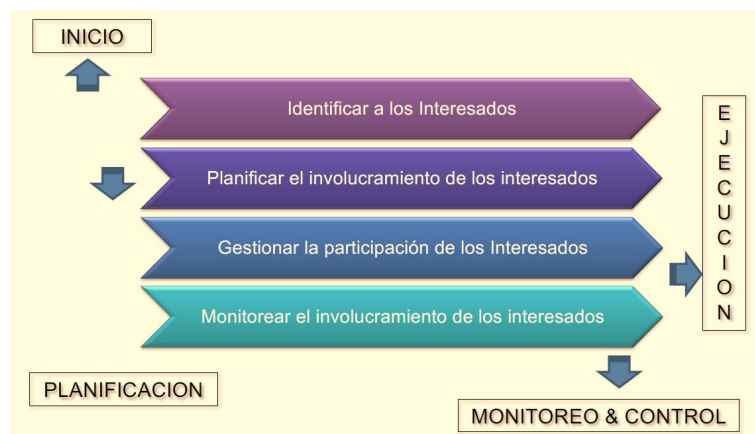 INICIO
Identificar a los Interesados
Planificar el involucramiento de los interesados
Gestionar la participación de los Interesados
Monitorear el involucramiento de los interesados
E
J
E
C
U
C
I
O
N
PLANIFICACION
MONITOREO & CONTROL